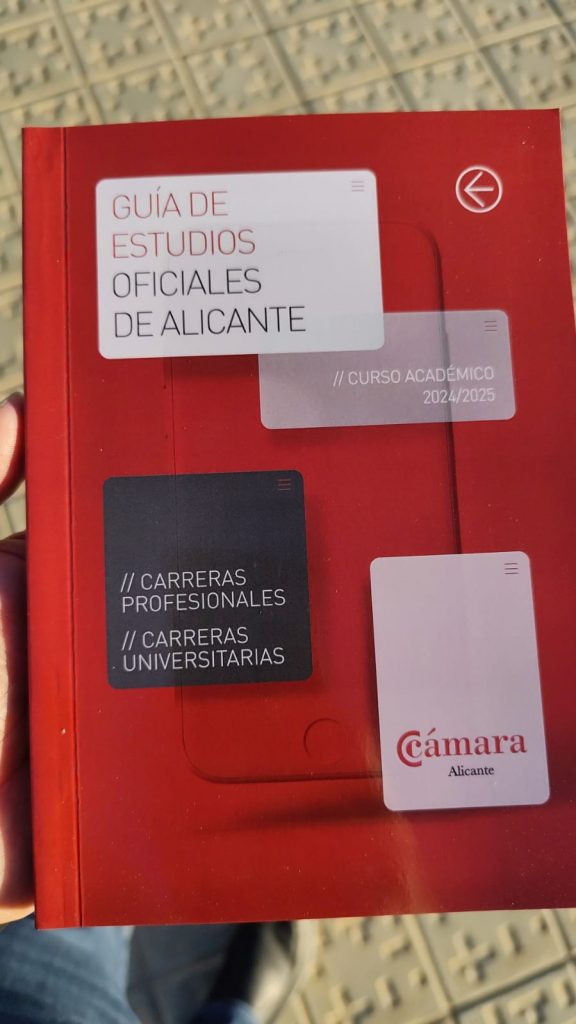 GUÍA DE
ESTUDIOS
OFICIALES
DE ALICANTE
// CURSO ACADÉMICO
2024/2025
// CARRERAS
PROFESIONALES
// CARRERAS
UNIVERSITARIAS
Cámara
Alicante